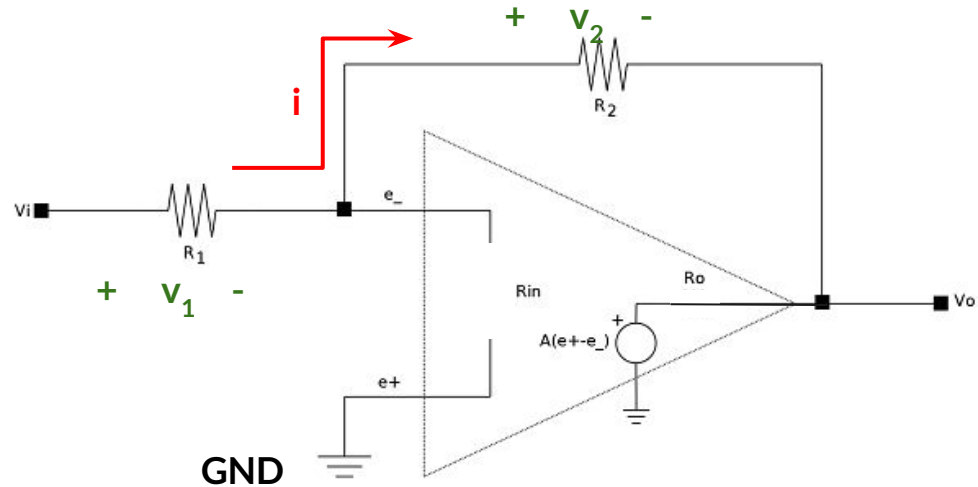 + v2 -
R2
i
e_
Vi
R1
+ v1 -
Ro
Rin
Vo
+
A(e+-e_)
e+
GND